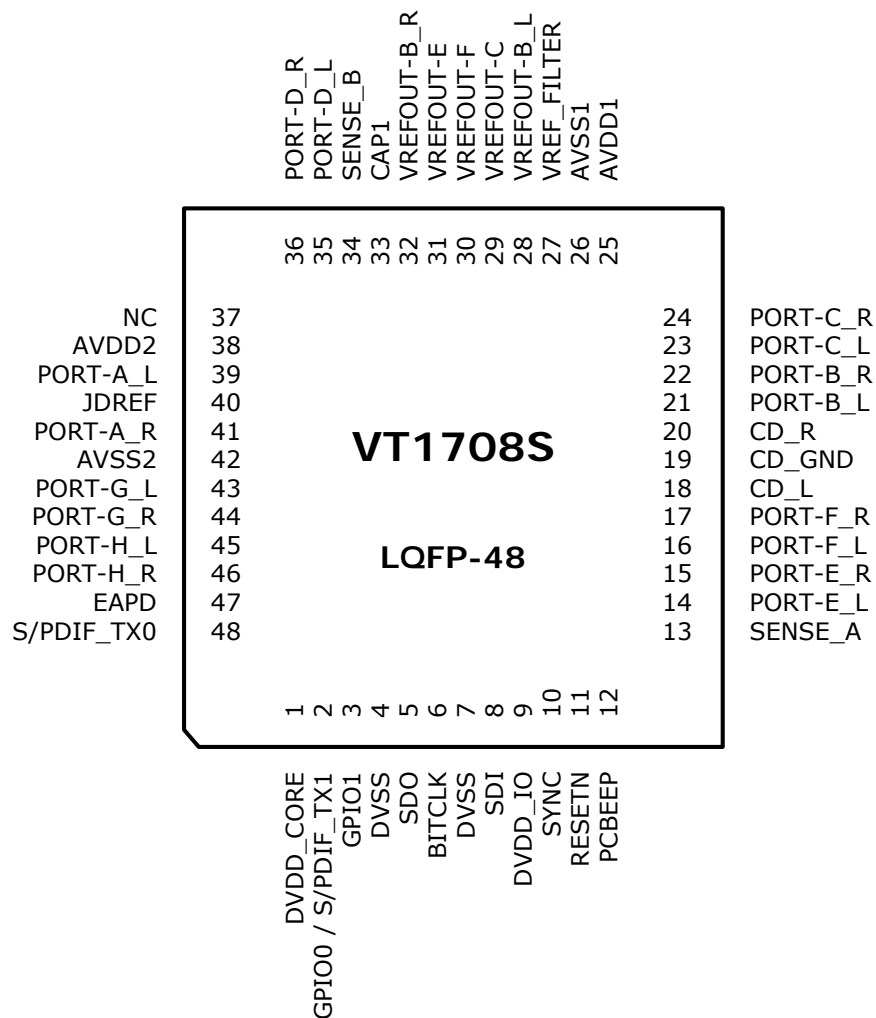 PORT-D_R
PORT-D_L
SENSE_B
CAP1
VREFOUT-B_R
VREFOUT-E
VREFOUT-F
VREFOUT-C
VREFOUT-B_L
VREF_FILTER
AVSS1
AVDD1
36
35
34
33
32
31
30
29
28
27
26
25
NC 37
AVDD2 38
PORT-A_L 39
JDREF 40
PORT-A_R 41
AVSS2 42
PORT-G_L 43
PORT-G_R 44
PORT-H_L 45
PORT-H_R 46
EAPD 47
S/PDIF_TX0 48
VT1708S
LQFP-48
24 PORT-C_R
23 PORT-C_L
22 PORT-B_R
21 PORT-B_L
20 CD_R
19 CD_GND
18 CD_L
17 PORT-F_R
16 PORT-F_L
15 PORT-E_R
14 PORT-E_L
13 SENSE_A
1
2
3
4
5
6
7
8
9
10
11
12
DVDD_CORE
GPIO0 / S/PDIF_TX1
GPIO1
DVSS
SDO
BITCLK
DVSS
SDI
DVDD_IO
SYNC
RESETN
PCBEEP